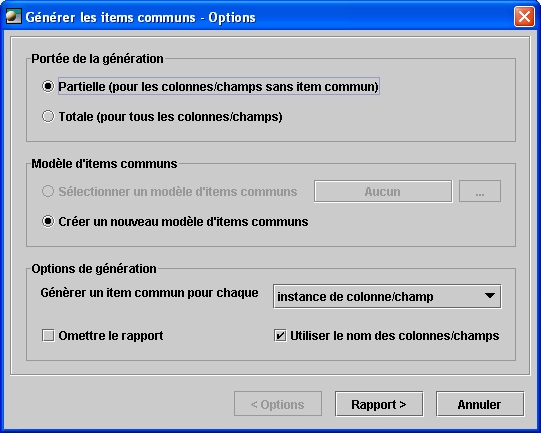 Générer les items communs - Options
Portée de la génération
Partielle (pour les colonnes/champs sans item commun)
Totale (pour tous les colonnes/champs)
Modèle d'items communs
Sélectionner un modèle d'items communs Aucun ...
Créer un nouveau modèle d'items communs
Options de génération
Génèrer un item commun pour chaque instance de colonne/champ
Omettre le rapport Utiliser le nom des colonnes/champs
< Options Rapport > Annuler